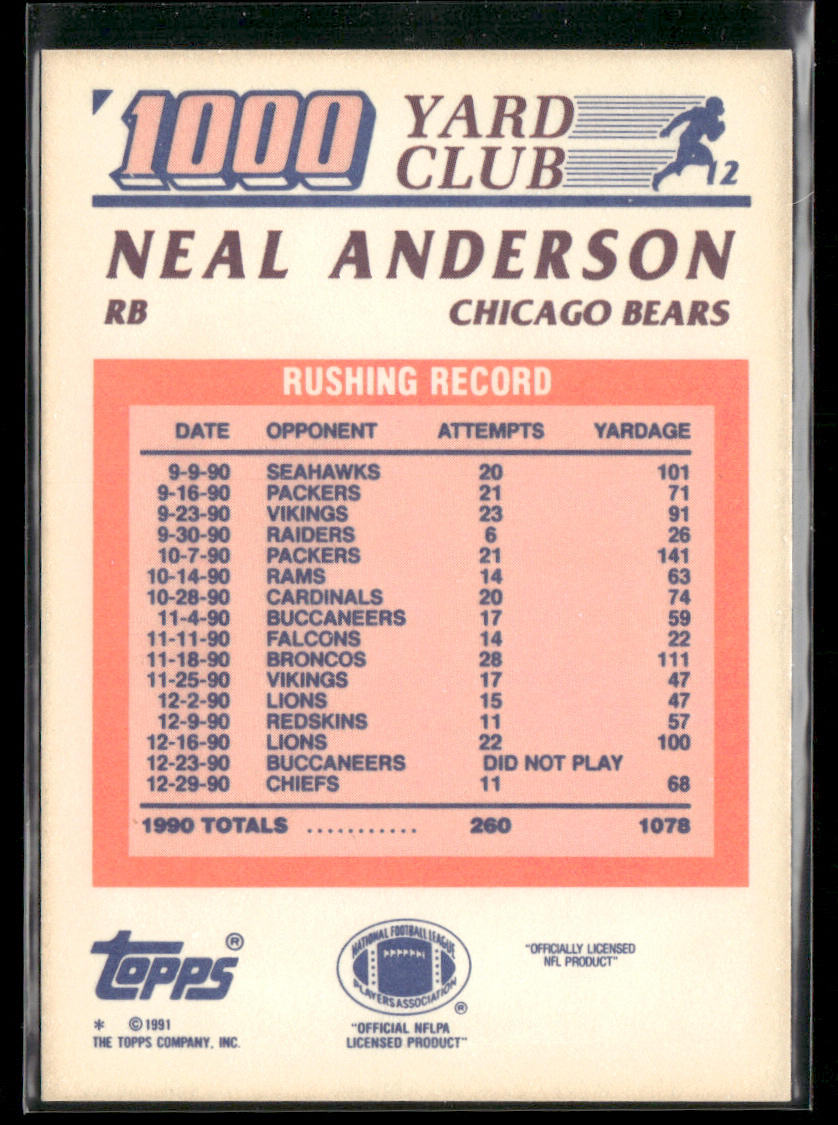 1000 YARD CLUB 12
NEAL ANDERSON
RB CHICAGO BEARS
RUSHING RECORD
DATE OPPONENT ATTEMPTS YARDAGE
9-9-90 SEAHAWKS 20 101
9-16-90 PACKERS 21 71
9-23-90 VIKINGS 23 91
9-30-90 RAIDERS 6 26
10-7-90 PACKERS 21 141
10-14-90 RAMS 14 63
10-28-90 CARDINALS 20 74
11-4-90 BUCCANEERS 17 59
11-11-90 FALCONS 14 22
11-18-90 BRONCOS 28 111
11-25-90 VIKINGS 17 47
12-2-90 LIONS 15 47
12-9-90 REDSKINS 11 57
12-16-90 LIONS 22 100
12-23-90 BUCCANEERS DID NOT PLAY
12-29-90 CHIEFS 11 68
1990 TOTALS ........... 260 1078
TOPPS®
* ©1991
THE TOPPS COMPANY, INC.
NATIONAL FOOTBALL LEAGUE
PLAYERS ASSOCIATION ®
"OFFICIAL NFLPA
LICENSED PRODUCT"
"OFFICIALLY LICENSED
NFL PRODUCT"